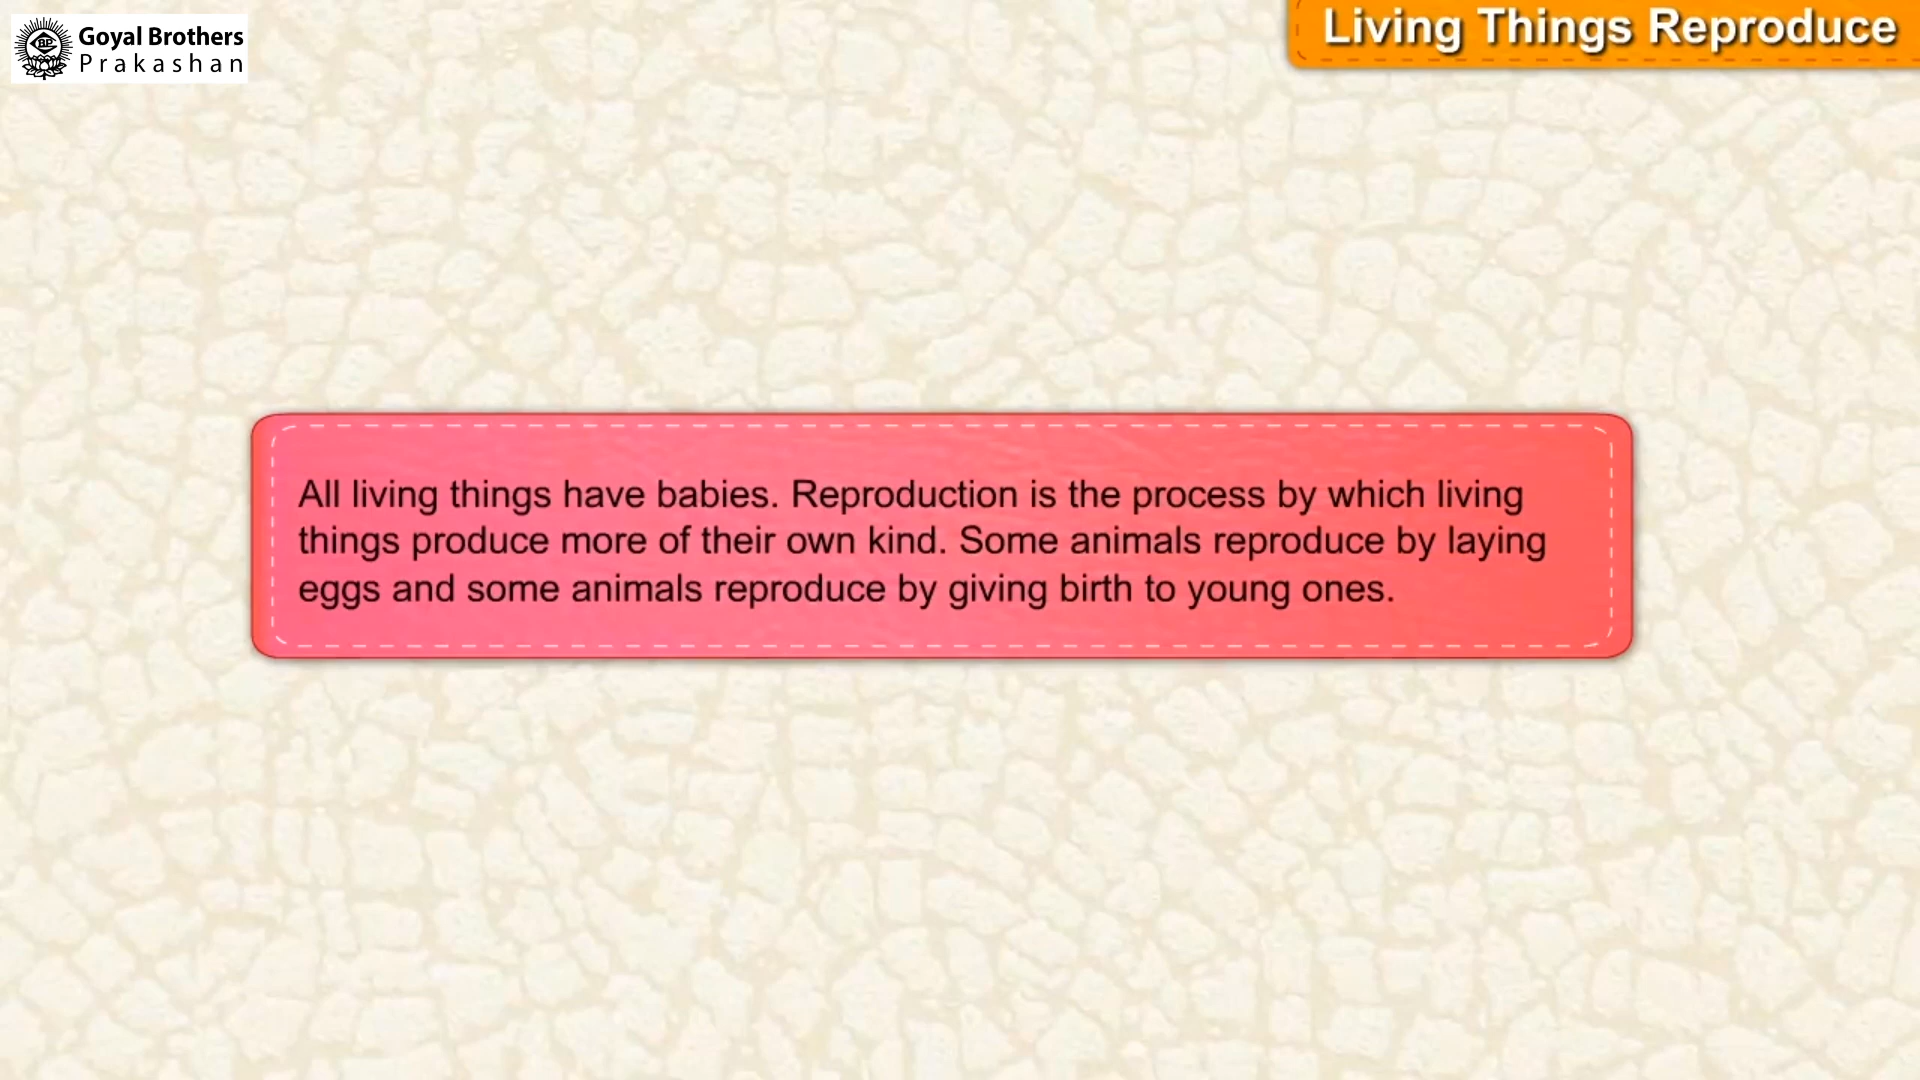 Goyal Brothers
Prakashan
Living Things Reproduce
All living things have babies. Reproduction is the process by which living
things produce more of their own kind. Some animals reproduce by laying
eggs and some animals reproduce by giving birth to young ones.